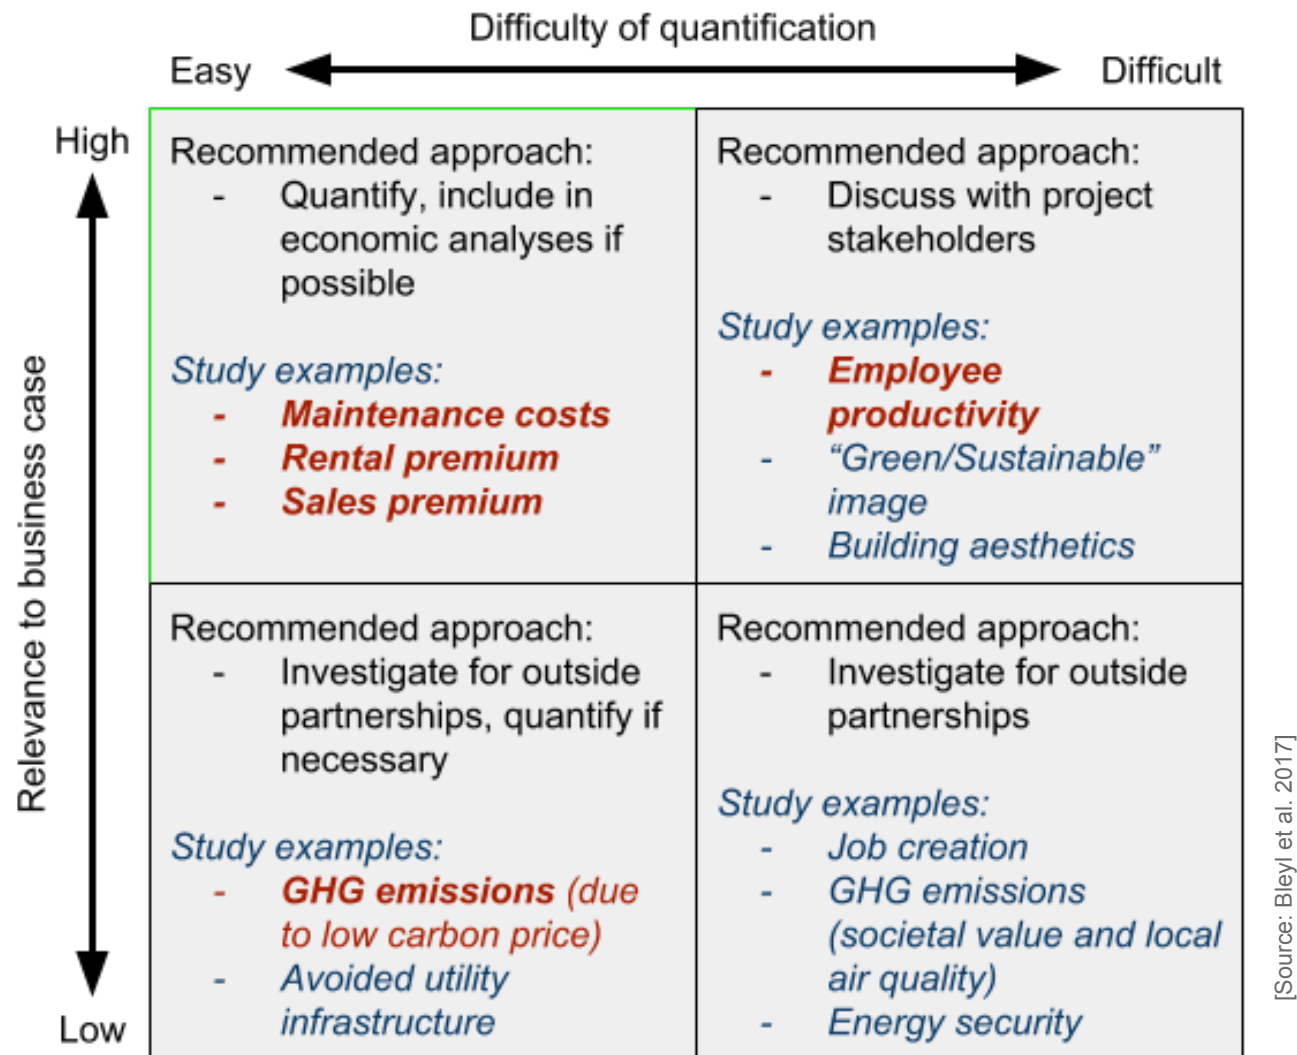 Difficulty of quantification
Easy
Difficult
High
Relevance to business case
Low
Recommended approach:
- Quantify, include in
economic analyses if
possible
Study examples:
- Maintenance costs
- Rental premium
- Sales premium
Recommended approach:
- Discuss with project
stakeholders
Study examples:
- Employee
productivity
- “Green/Sustainable”
image
- Building aesthetics
Recommended approach:
- Investigate for outside
partnerships, quantify if
necessary
Study examples:
- GHG emissions (due
to low carbon price)
- Avoided utility
infrastructure
Recommended approach:
- Investigate for outside
partnerships
Study examples:
- Job creation
- GHG emissions
(societal value and local
air quality)
- Energy security
[Source: Bleyl et al. 2017]